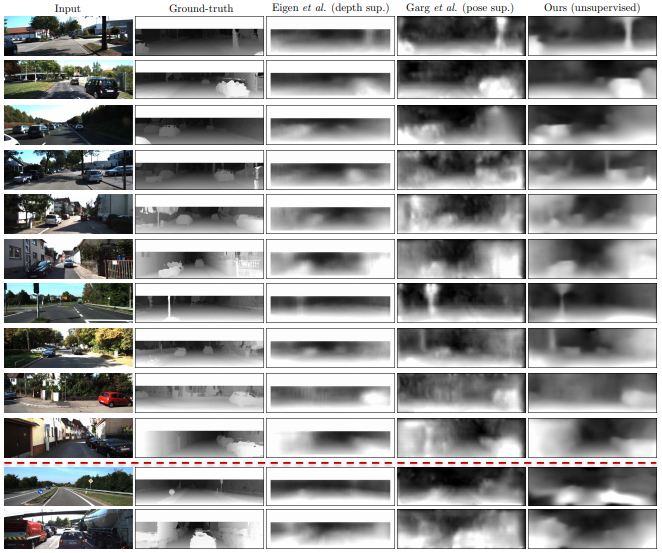 Input Ground-truth Eigen et al. (depth sup.) Garg et al. (pose sup.) Ours (unsupervised)